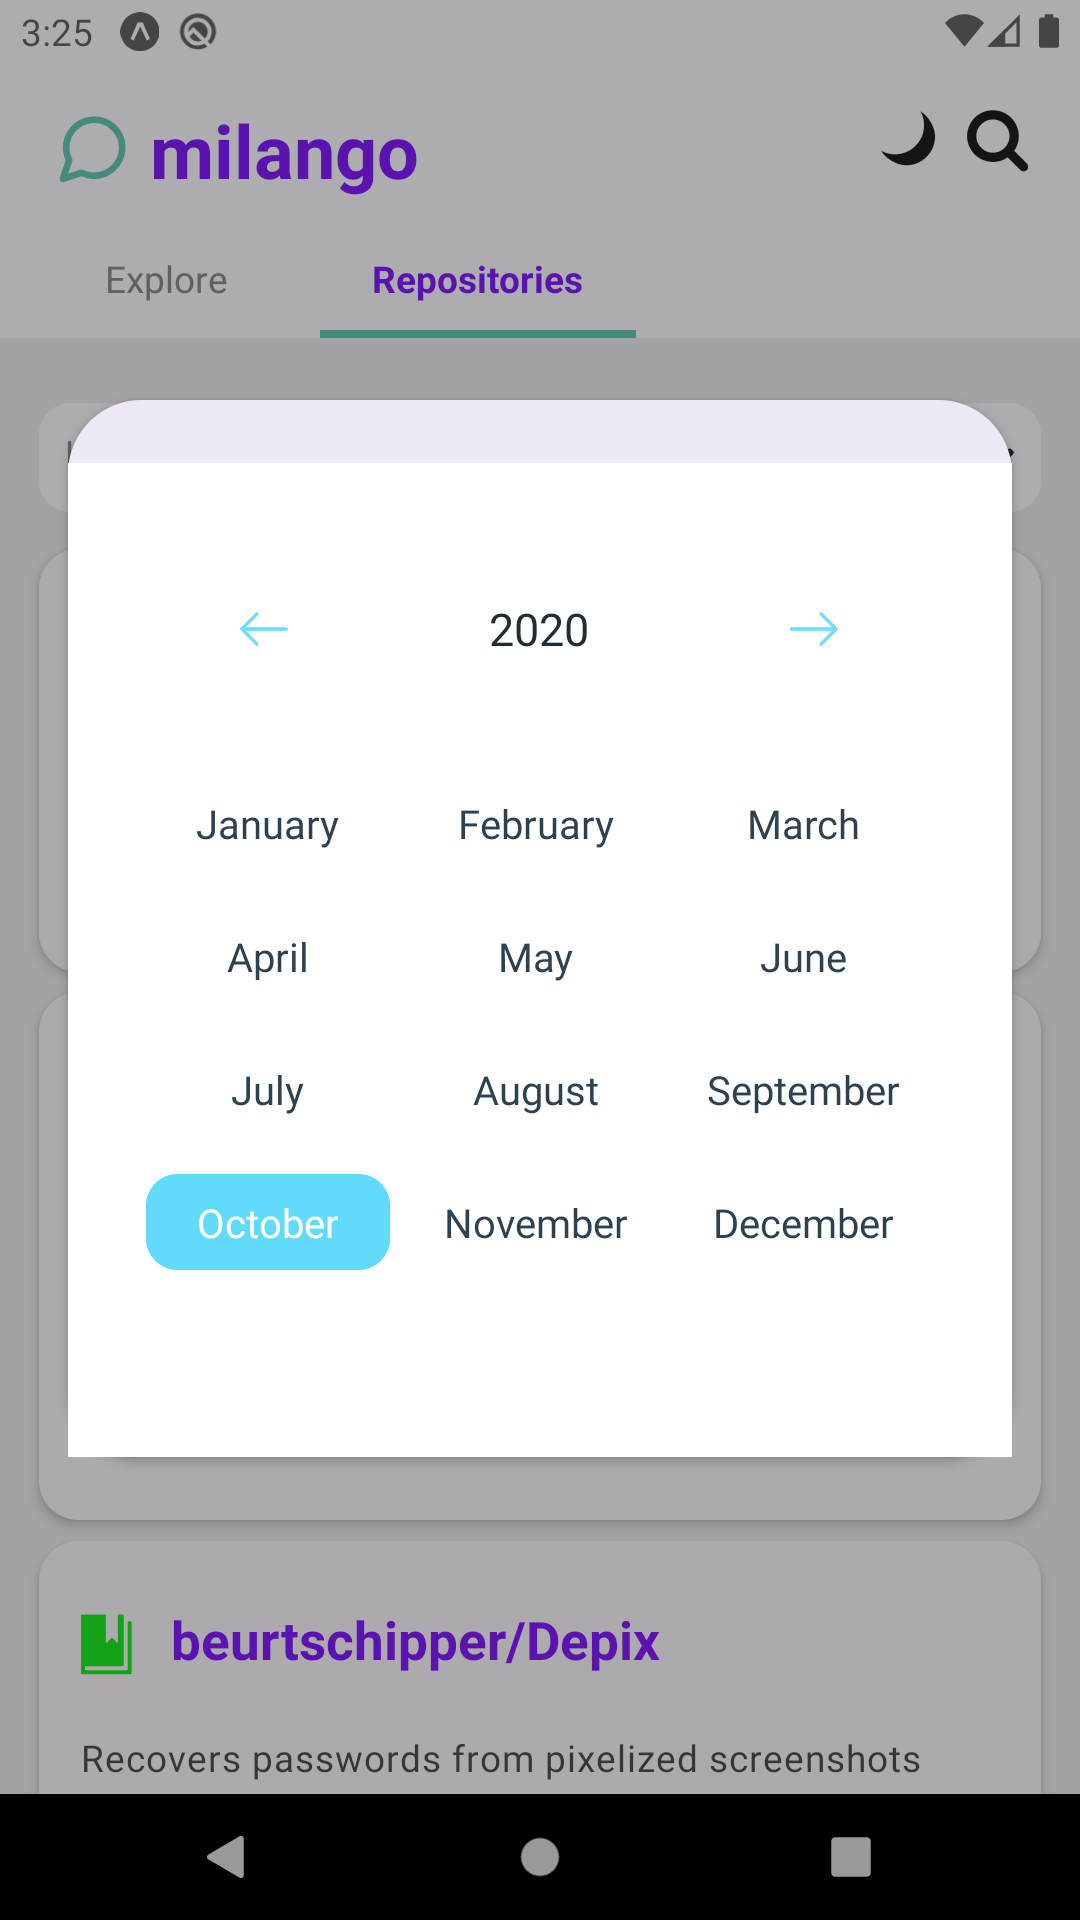 3:25
milango
Explore Repositories
2020
January February March
April May June
July August September
October November December
beurtschipper/Depix
Recovers passwords from pixelized screenshots